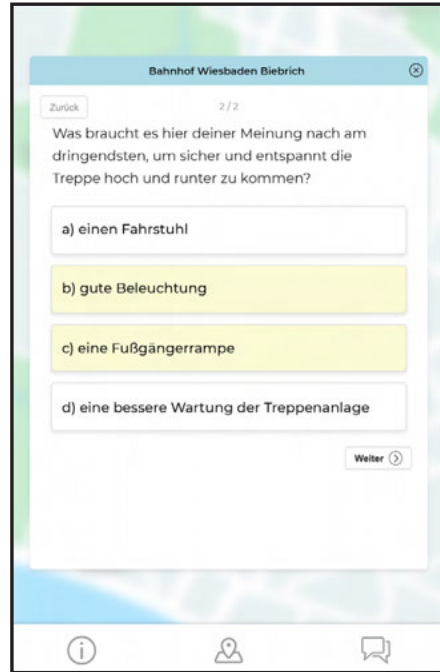 Bahnhof Wiesbaden Biebrich
Zurück
2/2
Was braucht es hier deiner Meinung nach am
dringendsten, um sicher und entspannt die
Treppe hoch und runter zu kommen?
a) einen Fahrstuhl
b) gute Beleuchtung
c) eine Fußgängerrampe
d) eine bessere Wartung der Treppenanlage
Weiter